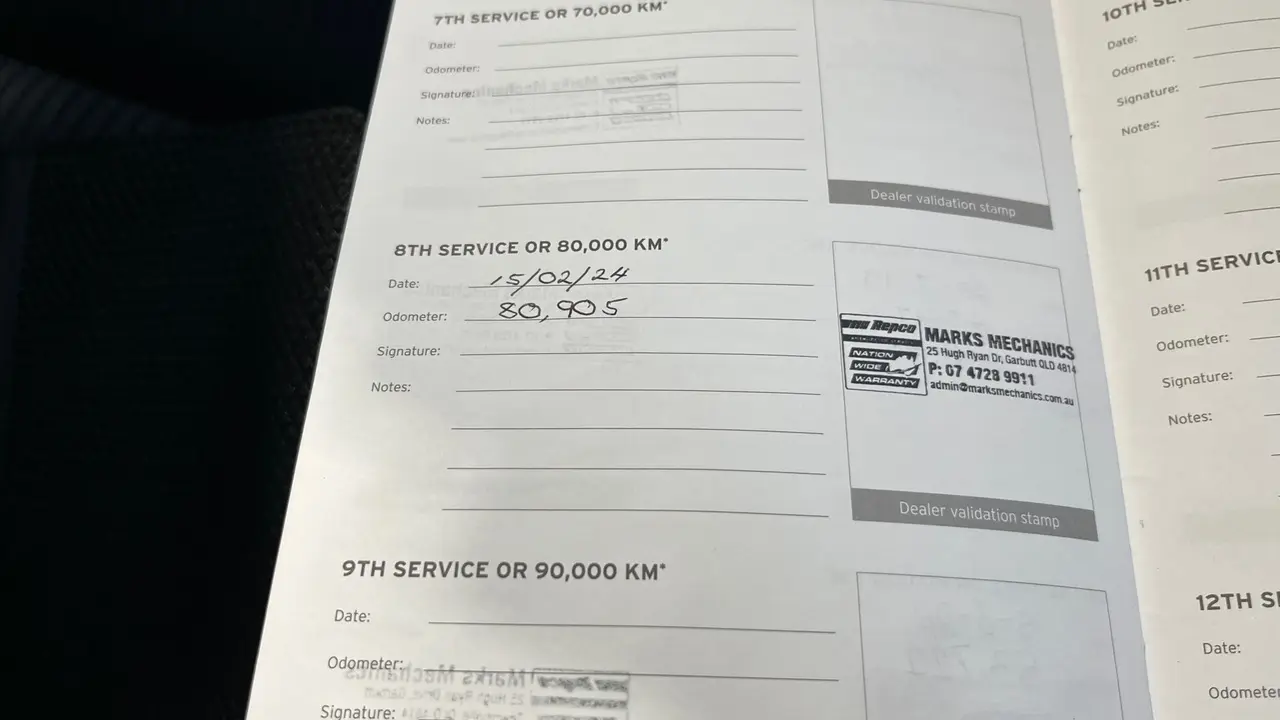 7TH SERVICE OR 70,000 KM*
Date:
Odometer:
Signature:
Notes:
Dealer validation stamp
8TH SERVICE OR 80,000 KM*
Date: 15/02/24
Odometer: 80,905
Signature:
Notes:
Repco
NATION
WIDE
WARRANTY
MARKS MECHANICS
25 Hugh Ryan Dr, Garbutt QLD 4814
P: 07 4728 9911
admin@marksmechanics.com.au
Dealer validation stamp
9TH SERVICE OR 90,000 KM*
Date:
Odometer:
Signature:
10TH
Date:
Odometer:
Signature:
Notes:
11TH SERVIC
Date:
Odometer:
Signature:
Notes:
12TH
Date:
Odometer